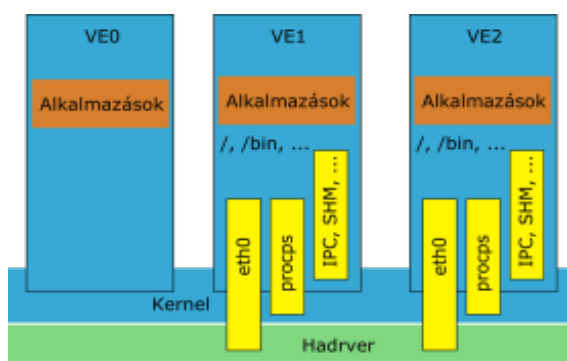 VE0
Alkalmazások
VE1
Alkalmazások
/, /bin, ...
eth0
procps
IPC, SHM, ...
VE2
Alkalmazások
/, /bin, ...
eth0
procps
IPC, SHM, ...
Kernel
Hadrver